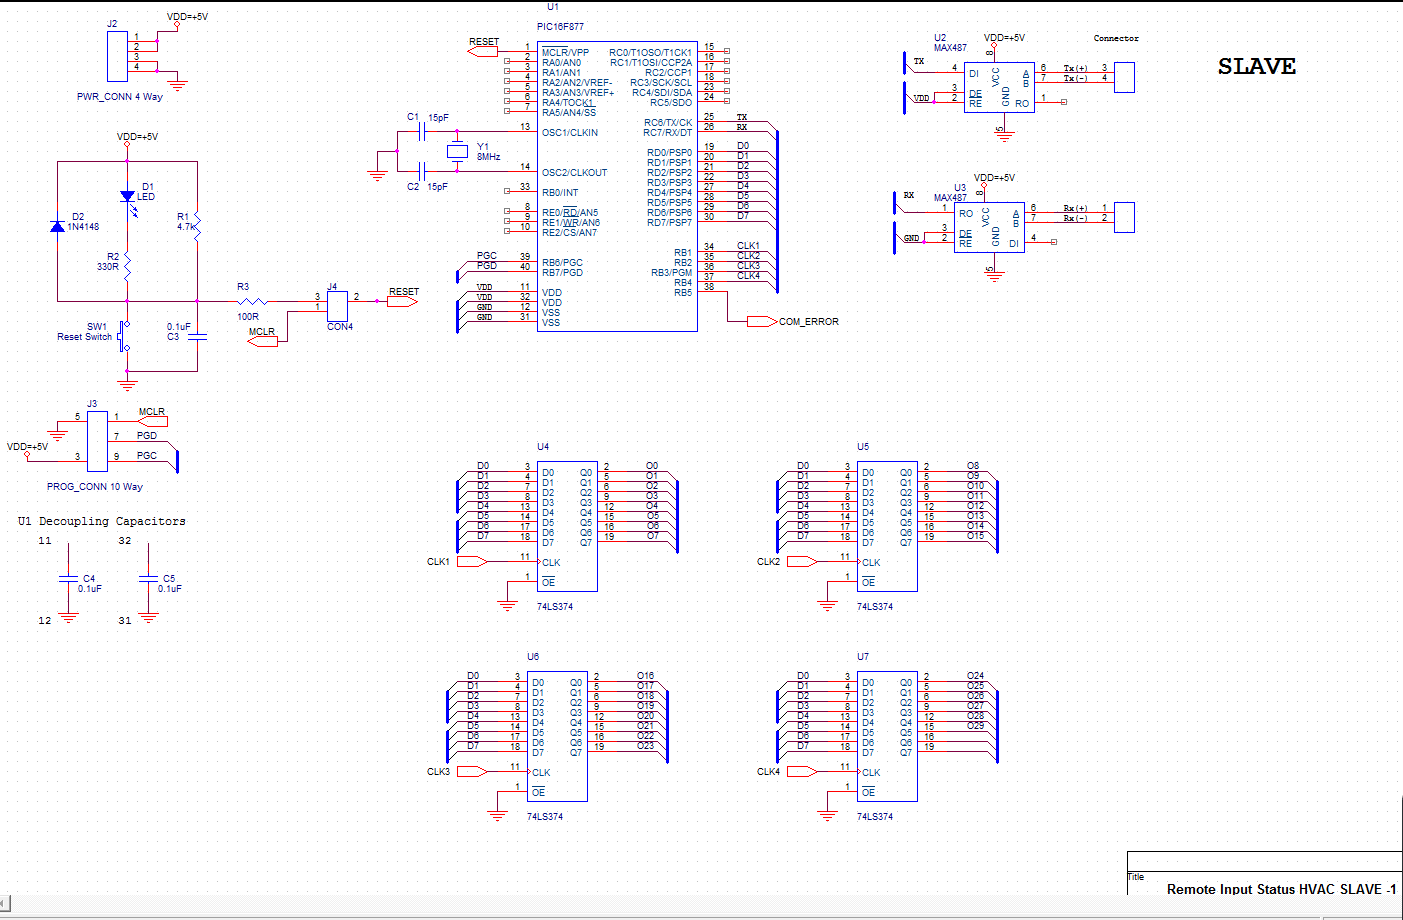 SLAVE
J2
VDD=+5V
1
2
3
4
PWR_CONN 4 Way
VDD=+5V
D1
LED
D2
1N4148
R1
4.7k
R2
330R
R3
100R
J4
3
1
2
RESET
CON4
MCLR
SW1
Reset Switch
0.1uF
C3
J3
5
1
MCLR
7
PGD
VDD=+5V
3
9
PGC
PROG_CONN 10 Way
U1 Decoupling Capacitors
11
32
C4
0.1uF
C5
0.1uF
12
31
U1
PIC16F877
RESET
1 MCLR/VPP
2 RA0/AN0
3 RA1/AN1
4 RA2/AN2/VREF-
5 RA3/AN3/VREF+
6 RA4/TOCK1
7 RA5/AN4/SS
C1 15pF
13 OSC1/CLKIN
Y1
8MHz
14 OSC2/CLKOUT
C2 15pF
33 RB0/INT
8 RE0/RD/AN5
9 RE1/WR/AN6
10 RE2/CS/AN7
PGC 39 RB6/PGC
PGD 40 RB7/PGD
VDD 11 VDD
VDD 32 VDD
GND 12 VSS
GND 31 VSS
RC0/T1OSO/T1CK1 15
RC1/T1OSI/CCP2A 16
RC2/CCP1 17
RC3/SCK/SCL 18
RC4/SDI/SDA 23
RC5/SDO 24
RC6/TX/CK 25 TX
RC7/RX/DT 26 RX
RD0/PSP0 19 D0
RD1/PSP1 20 D1
RD2/PSP2 21 D2
RD3/PSP3 22 D3
RD4/PSP4 27 D4
RD5/PSP5 28 D5
RD6/PSP6 29 D6
RD7/PSP7 30 D7
RB1 34 CLK1
RB2 35 CLK2
RB3/PGM 36 CLK3
RB4 37 CLK4
RB5 38
COM_ERROR
U2
MAX487
VDD=+5V
Connector
TX 4 DI
VDD 3 DE
2 RE
8 VCC
GND 5
A 6 Tx(+) 3
B 7 Tx(-) 4
RO 1
U3
MAX487
VDD=+5V
RX 1 RO
GND 3 DE
2 RE
8 VCC
GND 5
A 6 Rx(+) 1
B 7 Rx(-) 2
DI 4
U4
D0 3 D0 Q0 2 O0
D1 4 D1 Q1 5 O1
D2 7 D2 Q2 6 O2
D3 8 D3 Q3 9 O3
D4 13 D4 Q4 12 O4
D5 14 D5 Q5 15 O5
D6 17 D6 Q6 16 O6
D7 18 D7 Q7 19 O7
CLK1 11 CLK
1 OE
74LS374
U5
D0 3 D0 Q0 2 O8
D1 4 D1 Q1 5 O9
D2 7 D2 Q2 6 O10
D3 8 D3 Q3 9 O11
D4 13 D4 Q4 12 O12
D5 14 D5 Q5 15 O13
D6 17 D6 Q6 16 O14
D7 18 D7 Q7 19 O15
CLK2 11 CLK
1 OE
74LS374
U6
D0 3 D0 Q0 2 O16
D1 4 D1 Q1 5 O17
D2 7 D2 Q2 6 O18
D3 8 D3 Q3 9 O19
D4 13 D4 Q4 12 O20
D5 14 D5 Q5 15 O21
D6 17 D6 Q6 16 O22
D7 18 D7 Q7 19 O23
CLK3 11 CLK
1 OE
74LS374
U7
D0 3 D0 Q0 2 O24
D1 4 D1 Q1 5 O25
D2 7 D2 Q2 6 O26
D3 8 D3 Q3 9 O27
D4 13 D4 Q4 12 O28
D5 14 D5 Q5 15 O29
D6 17 D6 Q6 16
D7 18 D7 Q7 19
CLK4 11 CLK
1 OE
74LS374
Title
Remote Input Status HVAC SLAVE -1